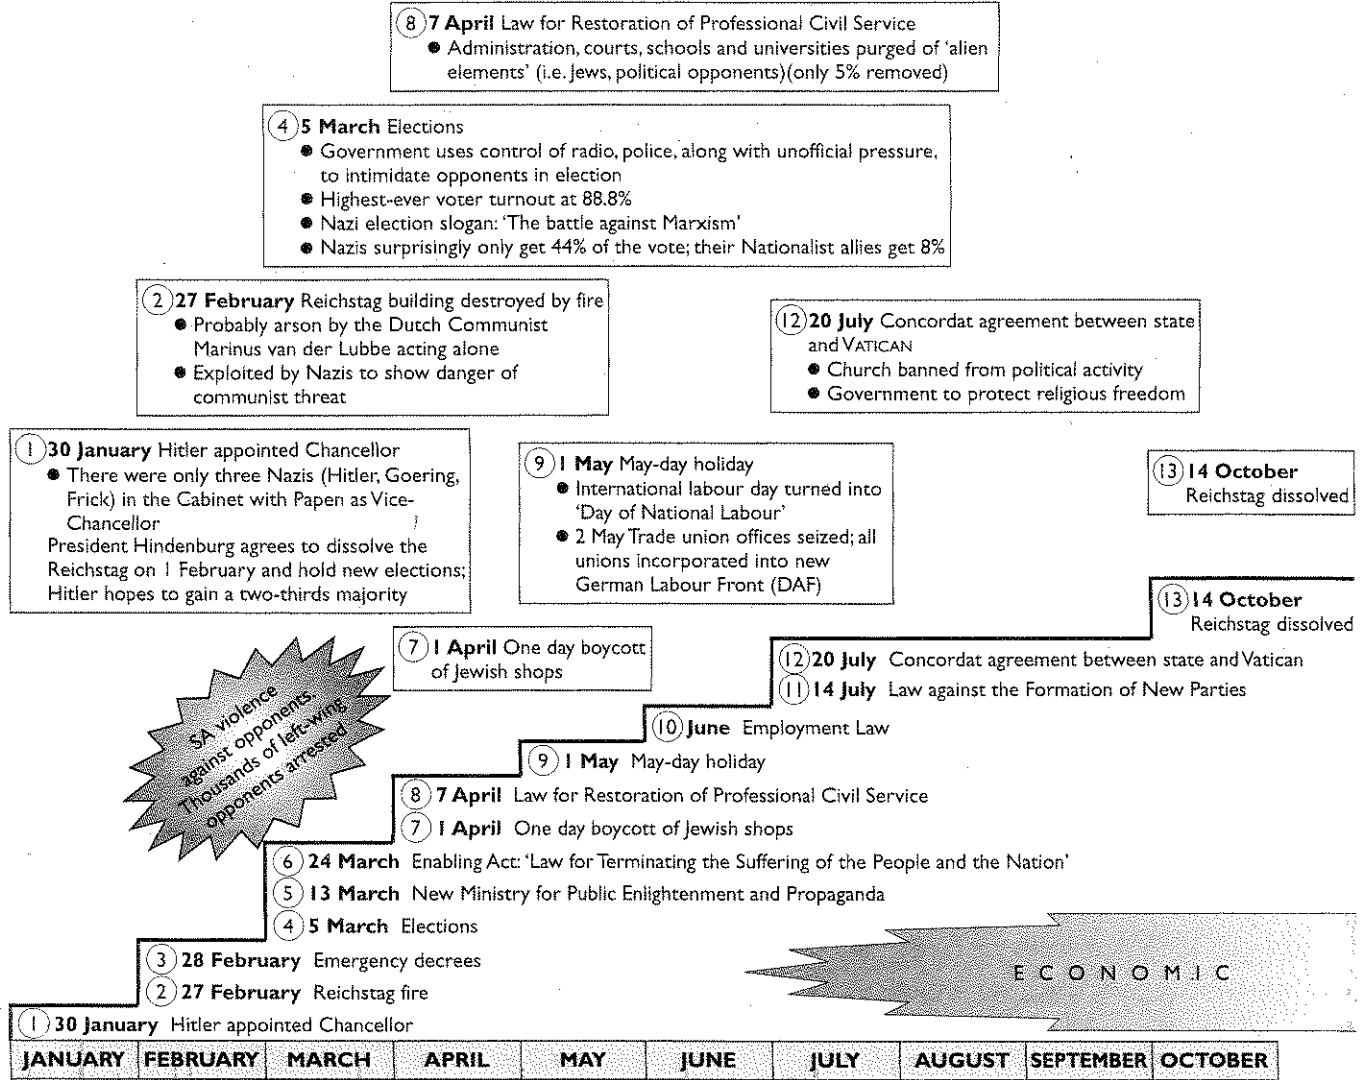 8 7 April Law for Restoration of Professional Civil Service
● Administration, courts, schools and universities purged of 'alien
elements' (i.e. Jews, political opponents)(only 5% removed)
4 5 March Elections
● Government uses control of radio, police, along with unofficial pressure,
to intimidate opponents in election
● Highest-ever voter turnout at 88.8%
● Nazi election slogan: 'The battle against Marxism'
● Nazis surprisingly only get 44% of the vote; their Nationalist allies get 8%
2 27 February Reichstag building destroyed by fire
● Probably arson by the Dutch Communist
Marinus van der Lubbe acting alone
● Exploited by Nazis to show danger of
communist threat
12 20 July Concordat agreement between state
and VATICAN
● Church banned from political activity
● Government to protect religious freedom
1 30 January Hitler appointed Chancellor
● There were only three Nazis (Hitler, Goering,
Frick) in the Cabinet with Papen as Vice-
Chancellor
President Hindenburg agrees to dissolve the
Reichstag on 1 February and hold new elections;
Hitler hopes to gain a two-thirds majority
9 1 May May-day holiday
● International labour day turned into
'Day of National Labour'
● 2 May Trade union offices seized; all
unions incorporated into new
German Labour Front (DAF)
13 14 October
Reichstag dissolved
13 14 October
Reichstag dissolved
7 1 April One day boycott
of Jewish shops
SA violence
against opponents.
Thousands of left-wing
opponents arrested
12 20 July Concordat agreement between state and Vatican
11 14 July Law against the Formation of New Parties
10 June Employment Law
9 1 May May-day holiday
8 7 April Law for Restoration of Professional Civil Service
7 1 April One day boycott of Jewish shops
6 24 March Enabling Act: 'Law for Terminating the Suffering of the People and the Nation'
5 13 March New Ministry for Public Enlightenment and Propaganda
4 5 March Elections
3 28 February Emergency decrees
2 27 February Reichstag fire
1 30 January Hitler appointed Chancellor
ECONOMIC
JANUARY FEBRUARY MARCH APRIL MAY JUNE JULY AUGUST SEPTEMBER OCTOBER